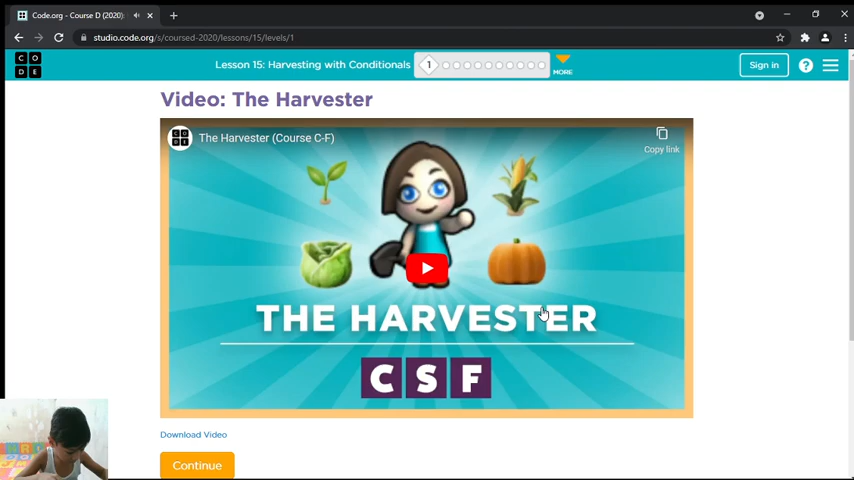 Code.org - Course D (2020)
studio.code.org/s/coursed-2020/lessons/15/levels/1
C O
D E
Lesson 15: Harvesting with Conditionals
1
MORE
Sign in
?
Video: The Harvester
The Harvester (Course C-F)
Copy link
THE HARVESTER
C S F
Download Video
Continue